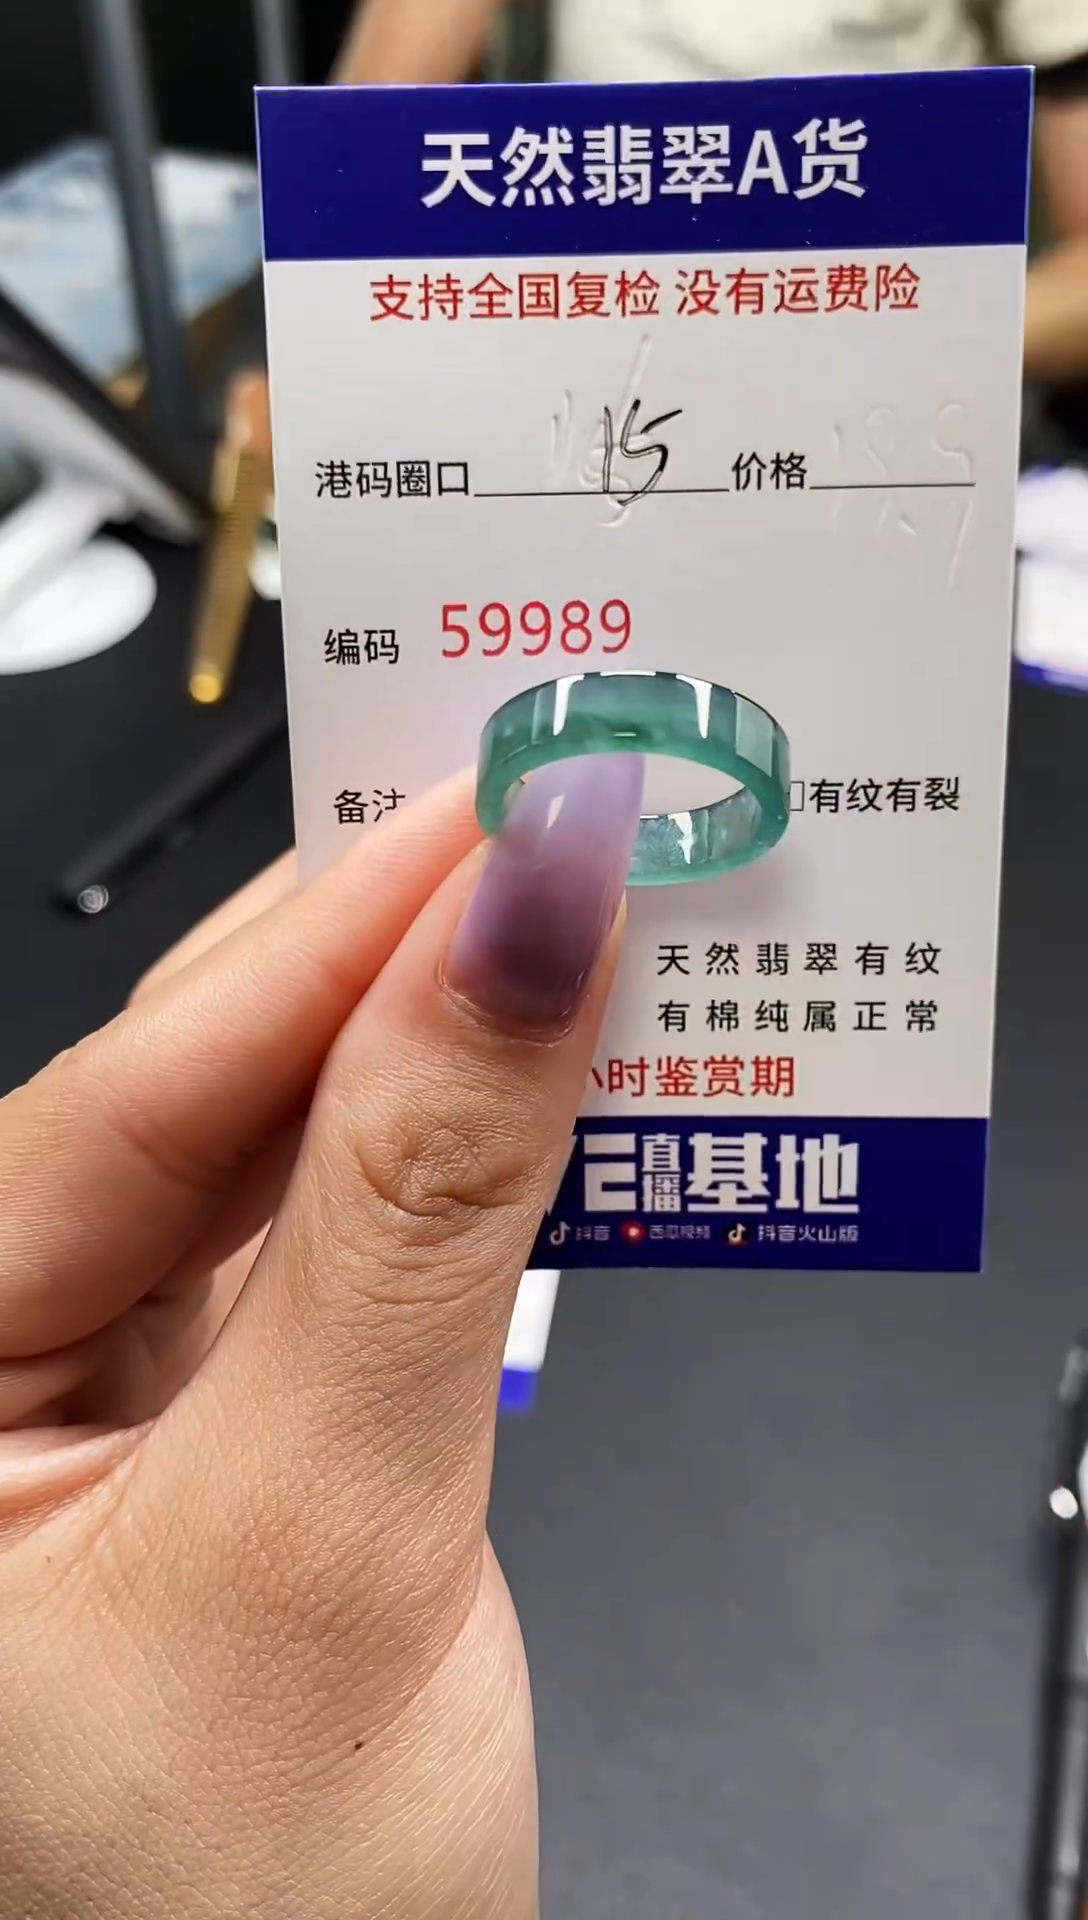 天然翡翠A货
支持全国复检 没有运费险
港码圈口 15 价格
编码 59989
备注 □有纹有裂
天然翡翠有纹
有棉纯属正常
小时鉴赏期
直播基地
抖音 西瓜视频 抖音火山版